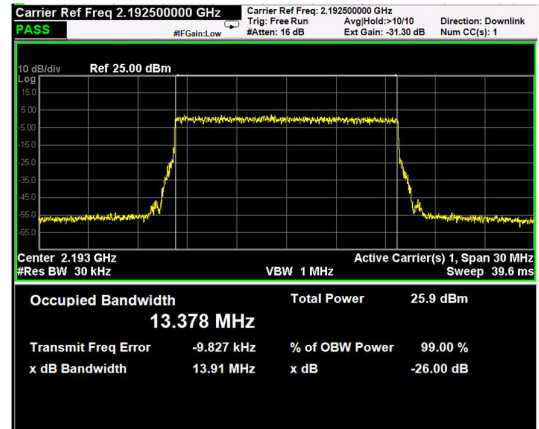 Carrier Ref Freq 2.192500000 GHz
Carrier Ref Freq: 2.192500000 GHz
PASS
Trig: Free Run
Avg|Hold:>10/10
Direction: Downlink
#IFGain:Low
#Atten: 16 dB
Ext Gain: -31.30 dB
Num CC(s): 1
10 dB/div
Ref 25.00 dBm
Log
15.0
5.00
-5.00
-15.0
-25.0
-35.0
-45.0
-55.0
-65.0
Center 2.193 GHz
Active Carrier(s) 1, Span 30 MHz
#Res BW 30 kHz
VBW 1 MHz
Sweep 39.6 ms
Occupied Bandwidth
Total Power 25.9 dBm
13.378 MHz
Transmit Freq Error -9.827 kHz
% of OBW Power 99.00 %
x dB Bandwidth 13.91 MHz
x dB -26.00 dB